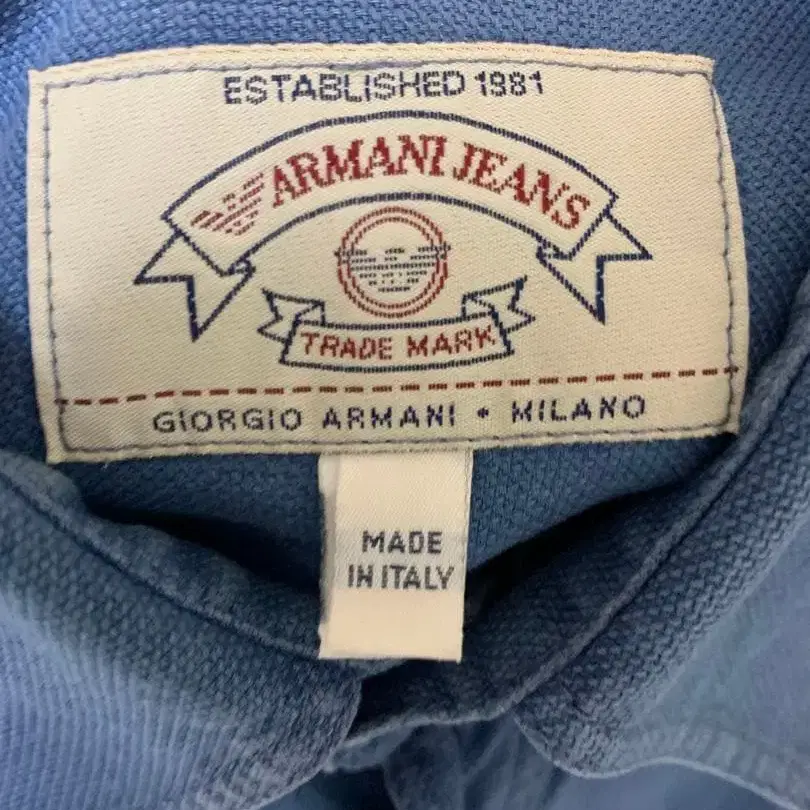 ESTABLISHED 1981
ARMANI JEANS
TRADE MARK
GIORGIO ARMANI • MILANO
MADE
IN ITALY